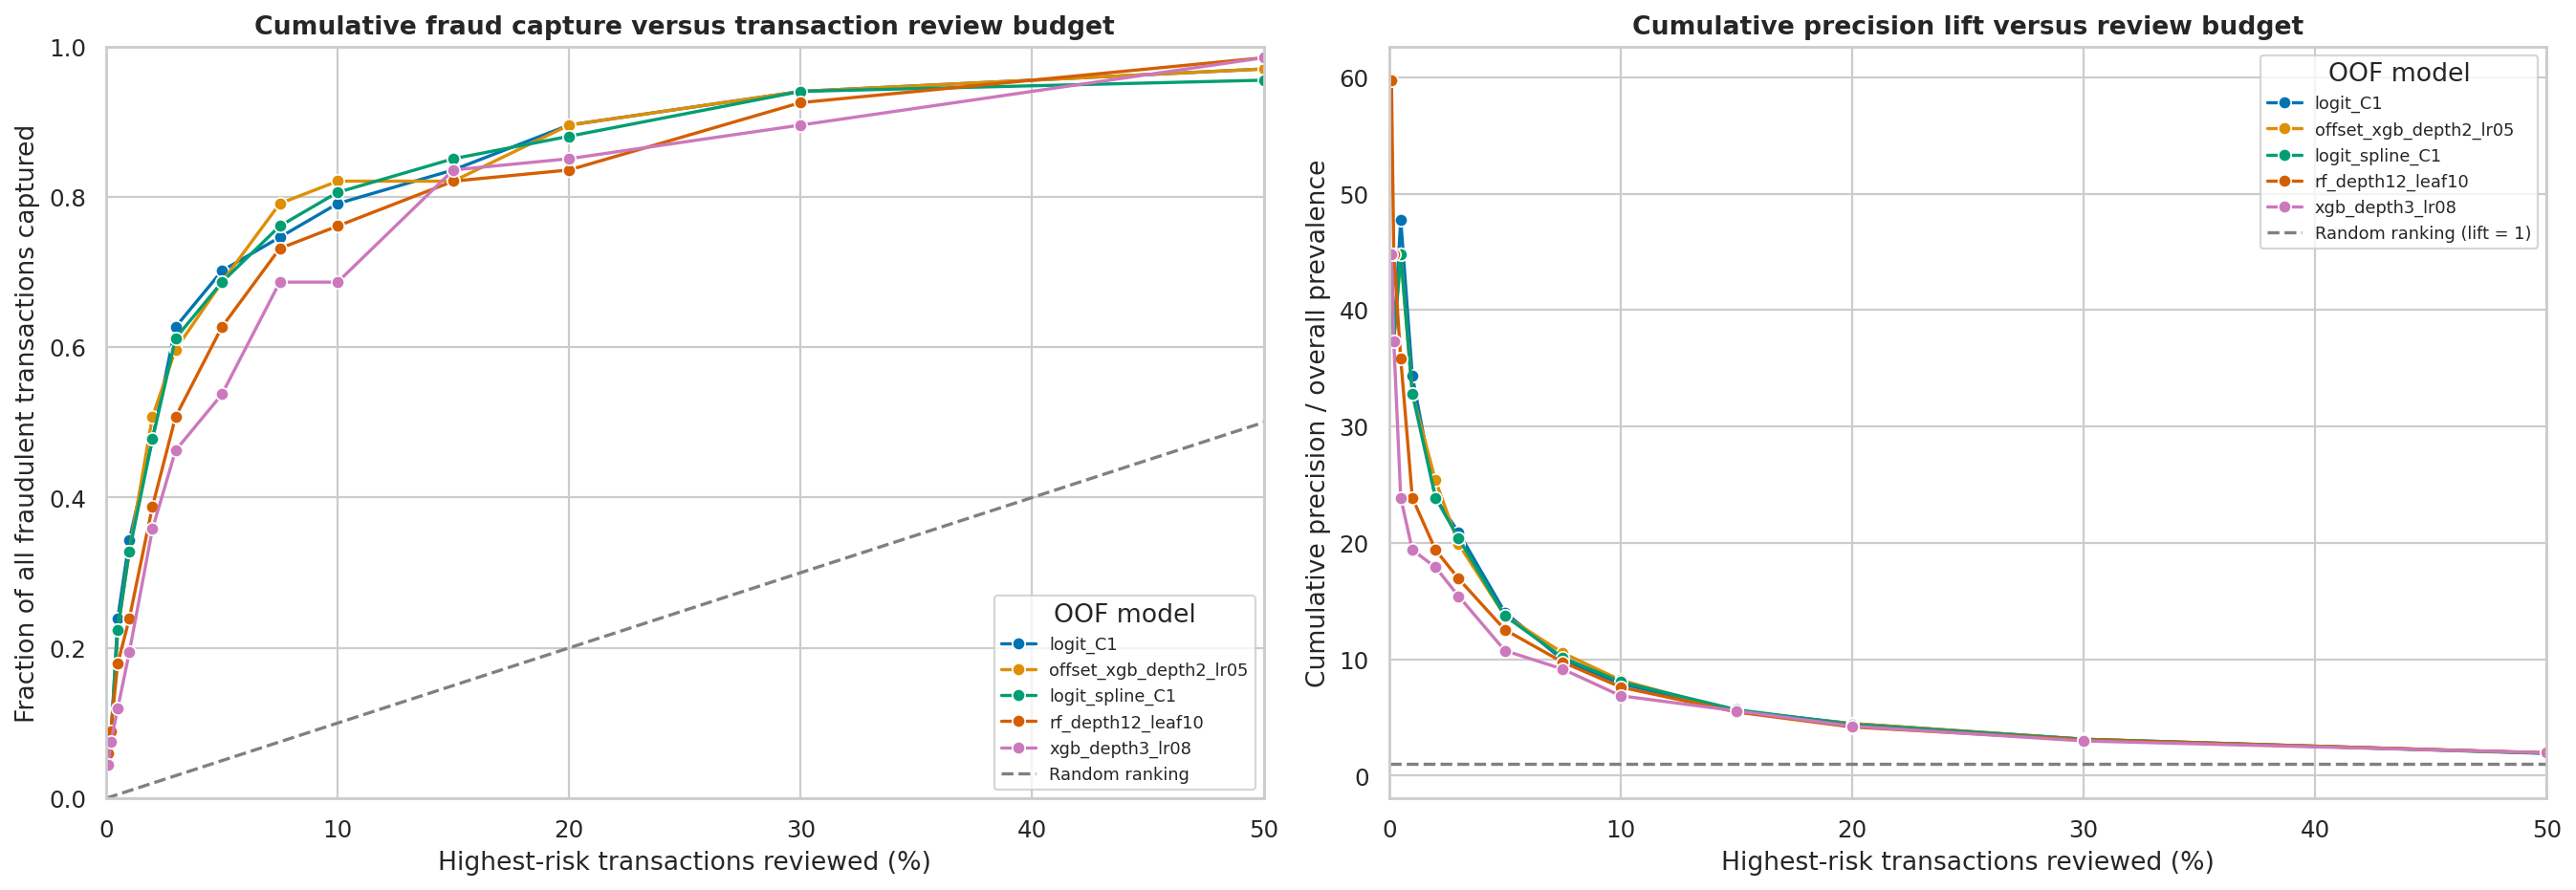 Cumulative fraud capture versus transaction review budget
Fraction of all fraudulent transactions captured
1.0
0.8
0.6
0.4
0.2
0.0
OOF model
logit_C1
offset_xgb_depth2_lr05
logit_spline_C1
rf_depth12_leaf10
xgb_depth3_lr08
Random ranking
0 10 20 30 40 50
Highest-risk transactions reviewed (%)
Cumulative precision lift versus review budget
Cumulative precision / overall prevalence
60
50
40
30
20
10
0
OOF model
logit_C1
offset_xgb_depth2_lr05
logit_spline_C1
rf_depth12_leaf10
xgb_depth3_lr08
Random ranking (lift = 1)
0 10 20 30 40 50
Highest-risk transactions reviewed (%)